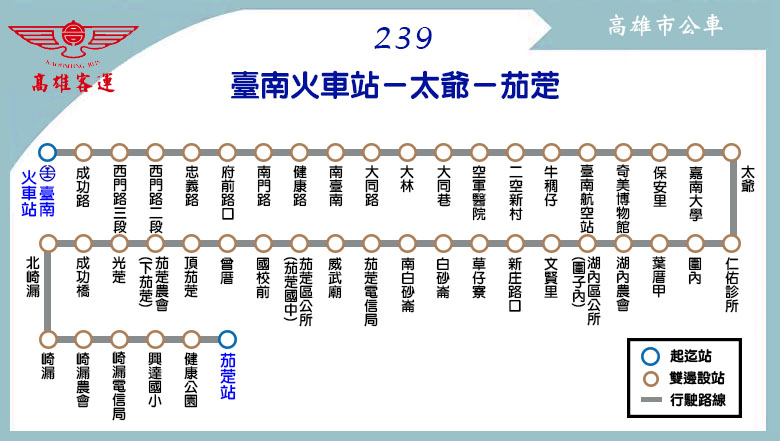 KAOHSIUNG BUS
高雄客運
239
高雄市公車
臺南火車站－太爺－茄萣
臺南火車站
成功路
西門路三段
西門路二段
忠義路
府前路口
南門路
健康路
南臺南
大同路
大林
大同巷
空軍醫院
二空新村
牛稠仔
臺南航空站
奇美博物館
保安里
嘉南大學
太爺
仁佑診所
圍內
葉厝甲
湖內農會
湖內區公所(圍子內)
文賢里
新庄路口
草仔寮
白砂崙
南白砂崙
茄萣電信局
威武廟
茄萣區公所(茄萣國中)
國校前
曾厝
頂茄萣
茄萣農會(下茄萣)
光萣
成功橋
北崎漏
崎漏
崎漏農會
崎漏電信局
興達國小
健康公園
茄萣站
起迄站
雙邊設站
行駛路線